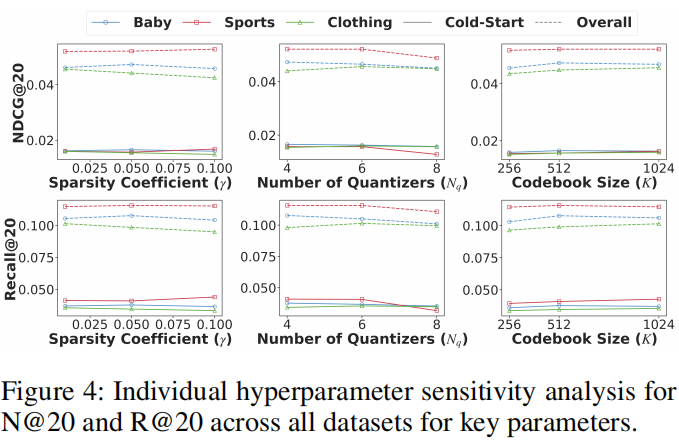 Baby Sports Clothing Cold-Start Overall
NDCG@20
0.04
0.02
0.025 0.050 0.075 0.100
Sparsity Coefficient (γ)
0.04
0.02
4 6 8
Number of Quantizers (N_q)
0.04
0.02
256 512 1024
Codebook Size (K)
Recall@20
0.100
0.075
0.050
0.025 0.050 0.075 0.100
Sparsity Coefficient (γ)
0.100
0.075
0.050
4 6 8
Number of Quantizers (N_q)
0.100
0.075
0.050
256 512 1024
Codebook Size (K)
Figure 4: Individual hyperparameter sensitivity analysis for
N@20 and R@20 across all datasets for key parameters.